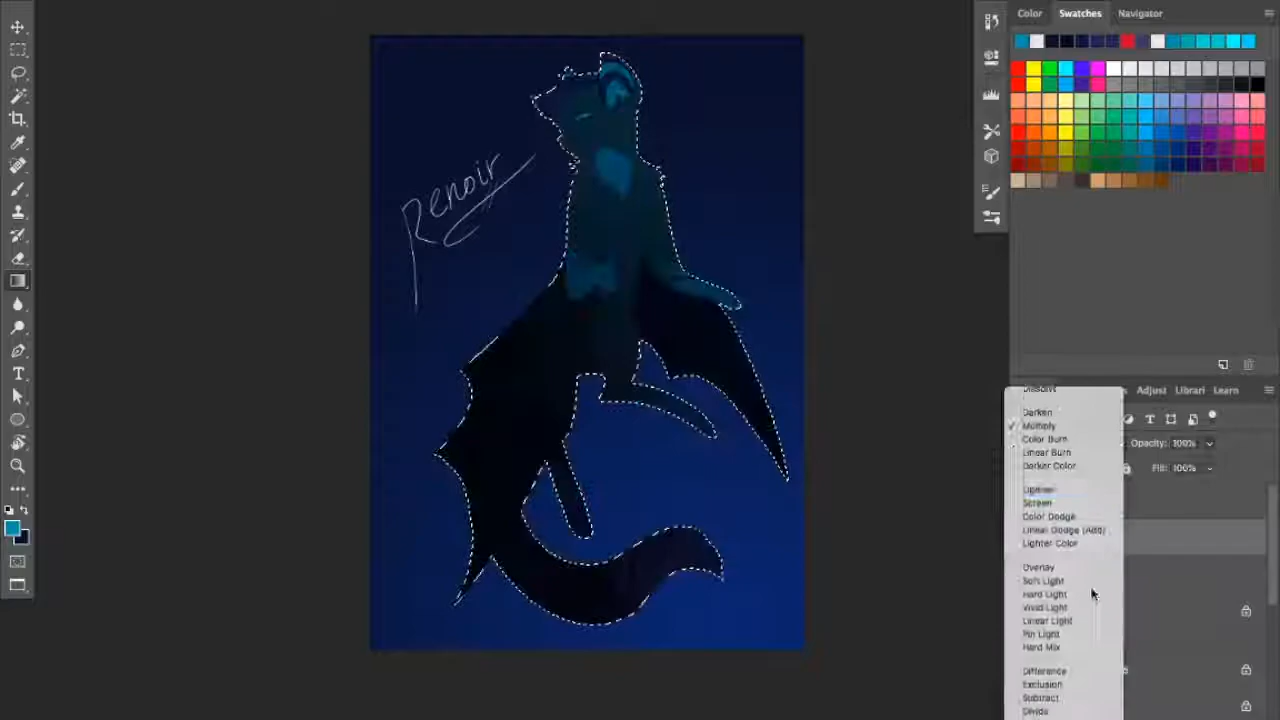 Color Swatches Navigator
Renoir
T
Adjust Librari Learn
Dissolve
Darken
Multiply
Color Burn
Linear Burn
Darker Color
Lighten
Screen
Color Dodge
Linear Dodge (Add)
Lighter Color
Overlay
Soft Light
Hard Light
Vivid Light
Linear Light
Pin Light
Hard Mix
Difference
Exclusion
Subtract
Divide
T
Opacity: 100%
Fill: 100%